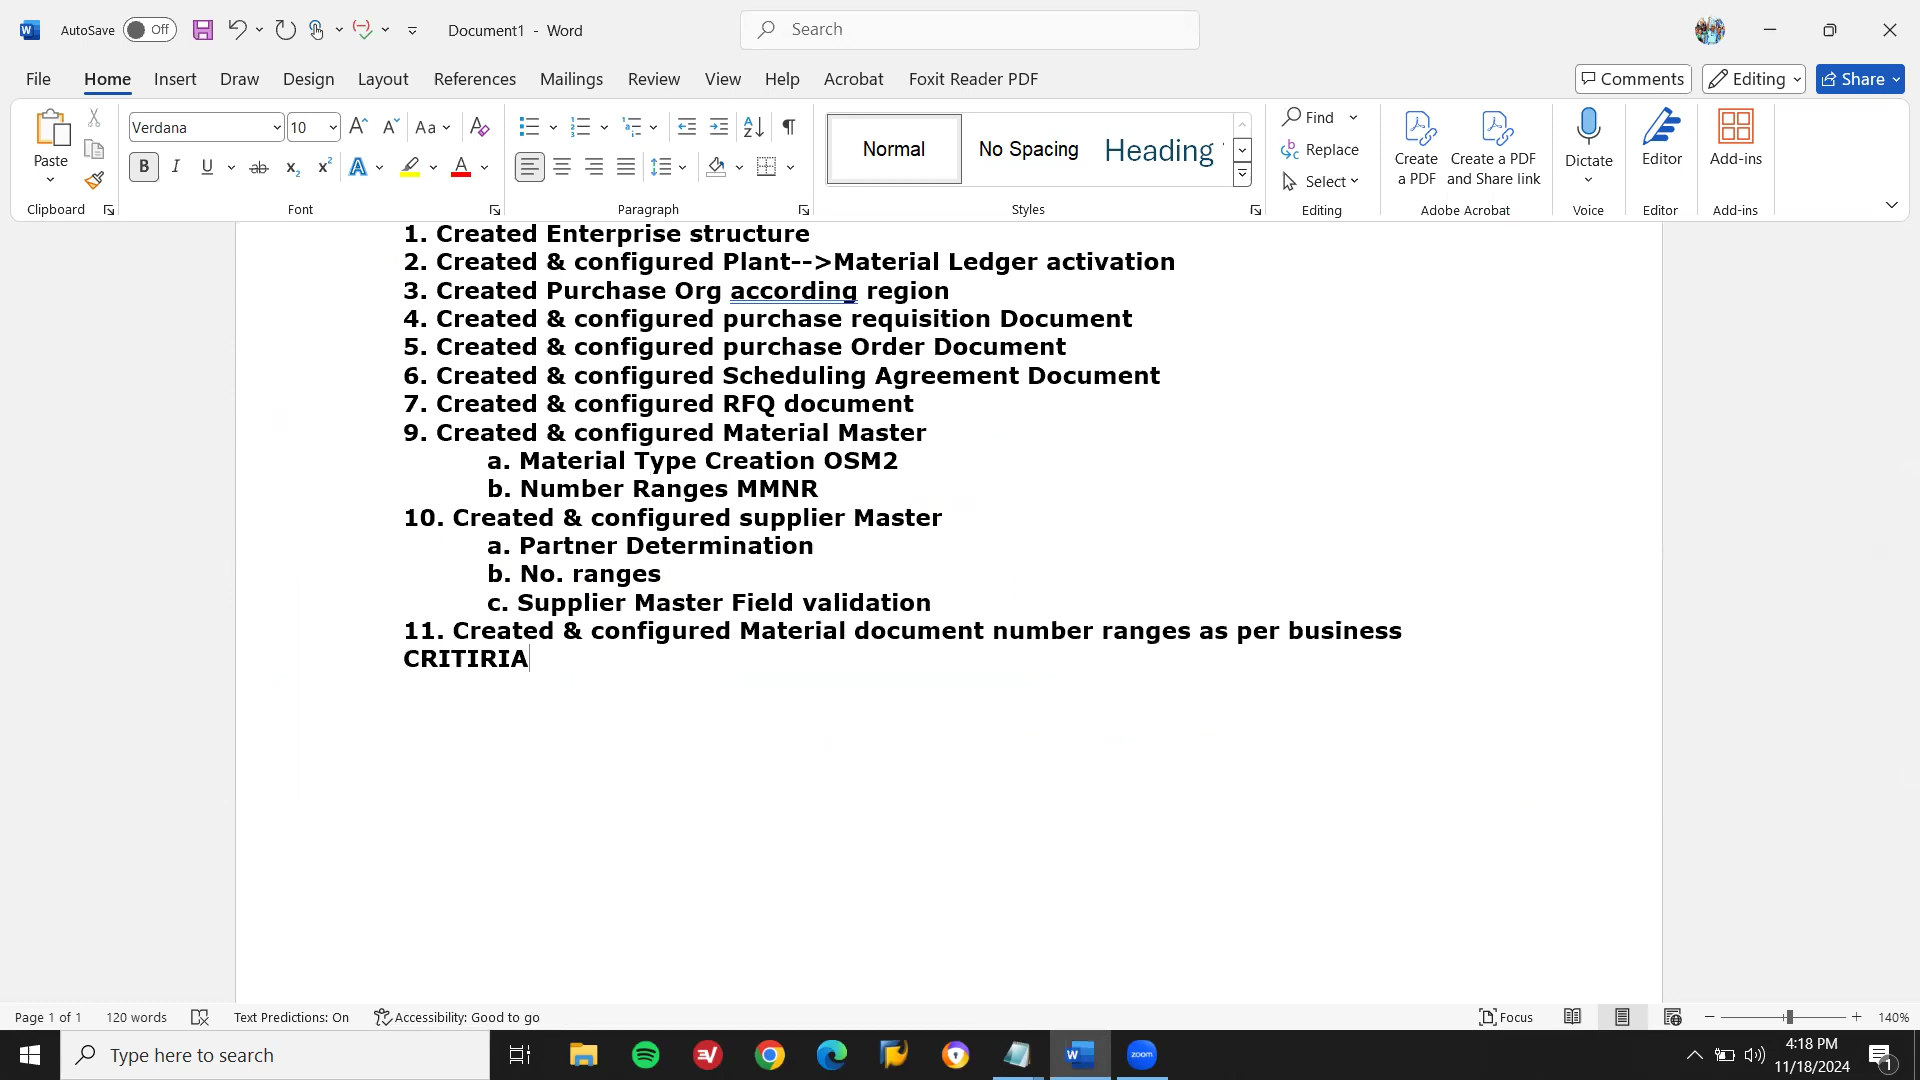 AutoSave Off Document1 - Word Search
File Home Insert Draw Design Layout References Mailings Review View Help Acrobat Foxit Reader PDF Comments Editing Share
Paste
Clipboard
Verdana 10
Font
Paragraph
Normal No Spacing Heading
Styles
Find
Replace
Select
Editing
Create a PDF
Create a PDF and Share link
Adobe Acrobat
Dictate
Voice
Editor
Editor
Add-ins
Add-ins
1. Created Enterprise structure
2. Created & configured Plant-->Material Ledger activation
3. Created Purchase Org according region
4. Created & configured purchase requisition Document
5. Created & configured purchase Order Document
6. Created & configured Scheduling Agreement Document
7. Created & configured RFQ document
9. Created & configured Material Master
a. Material Type Creation OSM2
b. Number Ranges MMNR
10. Created & configured supplier Master
a. Partner Determination
b. No. ranges
c. Supplier Master Field validation
11. Created & configured Material document number ranges as per business
CRITIRIA
Page 1 of 1 120 words Text Predictions: On Accessibility: Good to go Focus 140%
Type here to search zoom 4:18 PM
11/18/2024 1